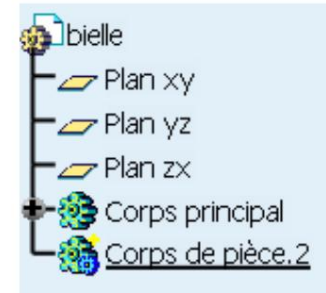 bielle
Plan xy
Plan yz
Plan zx
Corps principal
Corps de pièce.2